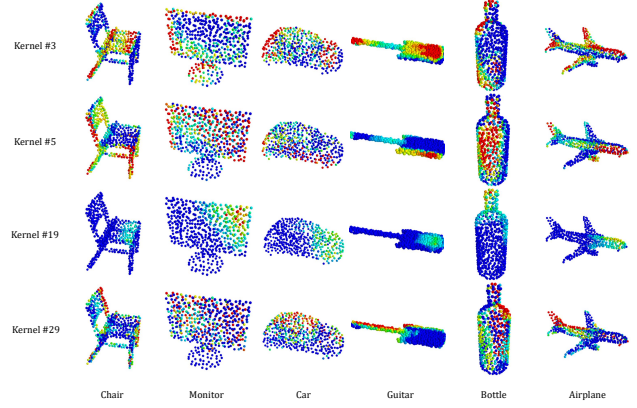 Kernel #3
Kernel #5
Kernel #19
Kernel #29
Chair Monitor Car Guitar Bottle Airplane